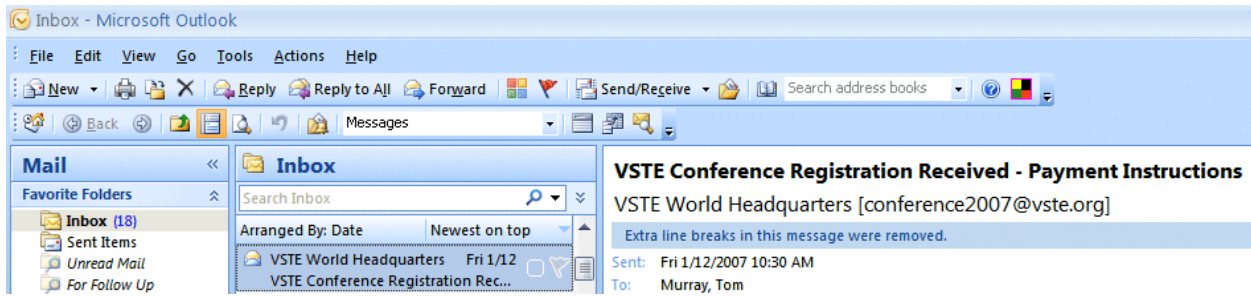 Inbox - Microsoft Outlook
File Edit View Go Tools Actions Help
New Reply Reply to All Forward Send/Receive Search address books
Back Messages
Mail
Favorite Folders
Inbox (18)
Sent Items
Unread Mail
For Follow Up
Inbox
Search Inbox
Arranged By: Date Newest on top
VSTE World Headquarters Fri 1/12
VSTE Conference Registration Rec...
VSTE Conference Registration Received - Payment Instructions
VSTE World Headquarters [conference2007@vste.org]
Extra line breaks in this message were removed.
Sent: Fri 1/12/2007 10:30 AM
To: Murray, Tom